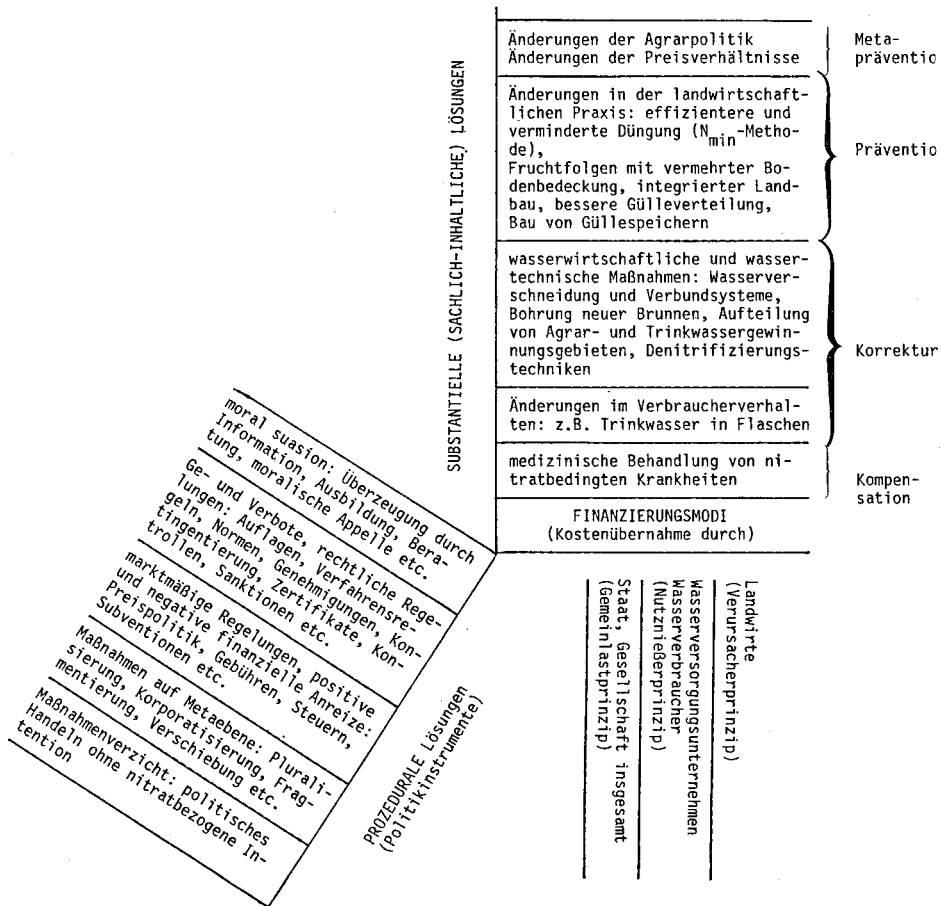 SUBSTANTIELLE (SACHLICH-INHALTLICHE) LÖSUNGEN
Änderungen der Agrarpolitik
Änderungen der Preisverhältnisse
Meta-
präventio
Änderungen in der landwirtschaft-
lichen Praxis: effizientere und
verminderte Düngung (Nmin-Metho-
de),
Fruchtfolgen mit vermehrter Bo-
denbedeckung, integrierter Land-
bau, bessere Gülleverteilung,
Bau von Güllespeichern
Präventio
wasserwirtschaftliche und wasser-
technische Maßnahmen: Wasserver-
schneidung und Verbundsysteme,
Bohrung neuer Brunnen, Aufteilung
von Agrar- und Trinkwassergewin-
nungsgebieten, Denitrifizierungs-
techniken
Korrektur
Änderungen im Verbraucherverhal-
ten: z.B. Trinkwasser in Flaschen
medizinische Behandlung von ni-
tratbedingten Krankheiten
Kompen-
sation
FINANZIERUNGSMODI
(Kostenübernahme durch)
Landwirte
(Verursacherprinzip)
Wasserversorgungsunternehmen
Wasserverbraucher
(Nutznießerprinzip)
Staat, Gesellschaft insgesamt
(Gemeinlastprinzip)
moral suasion: Überzeugung durch
Information, Ausbildung, Bera-
tung, moralische Appelle etc.
Ge- und Verbote, rechtliche Rege-
lungen: Auflagen, Verfahrensre-
geln, Normen, Genehmigungen, Kon-
tingentierung, Zertifikate, Kon-
trollen, Sanktionen etc.
marktmäßige Regelungen, positive
und negative finanzielle Anreize:
Preispolitik, Gebühren, Steuern,
Subventionen etc.
Maßnahmen auf Metaebene: Plurali-
sierung, Korporatisierung, Frag-
mentierung, Verschiebung etc.
Maßnahmenverzicht: politisches
Handeln ohne nitratbezogene In-
tention
PROZEDURALE Lösungen
(Politikinstrumente)